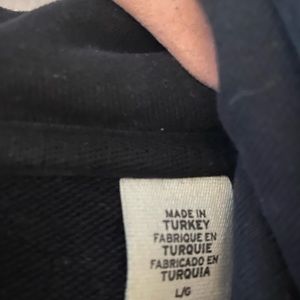 MADE IN
TURKEY
FABRIQUE EN
TURQUIE
FABRICADO EN
TURQUIA
L/G